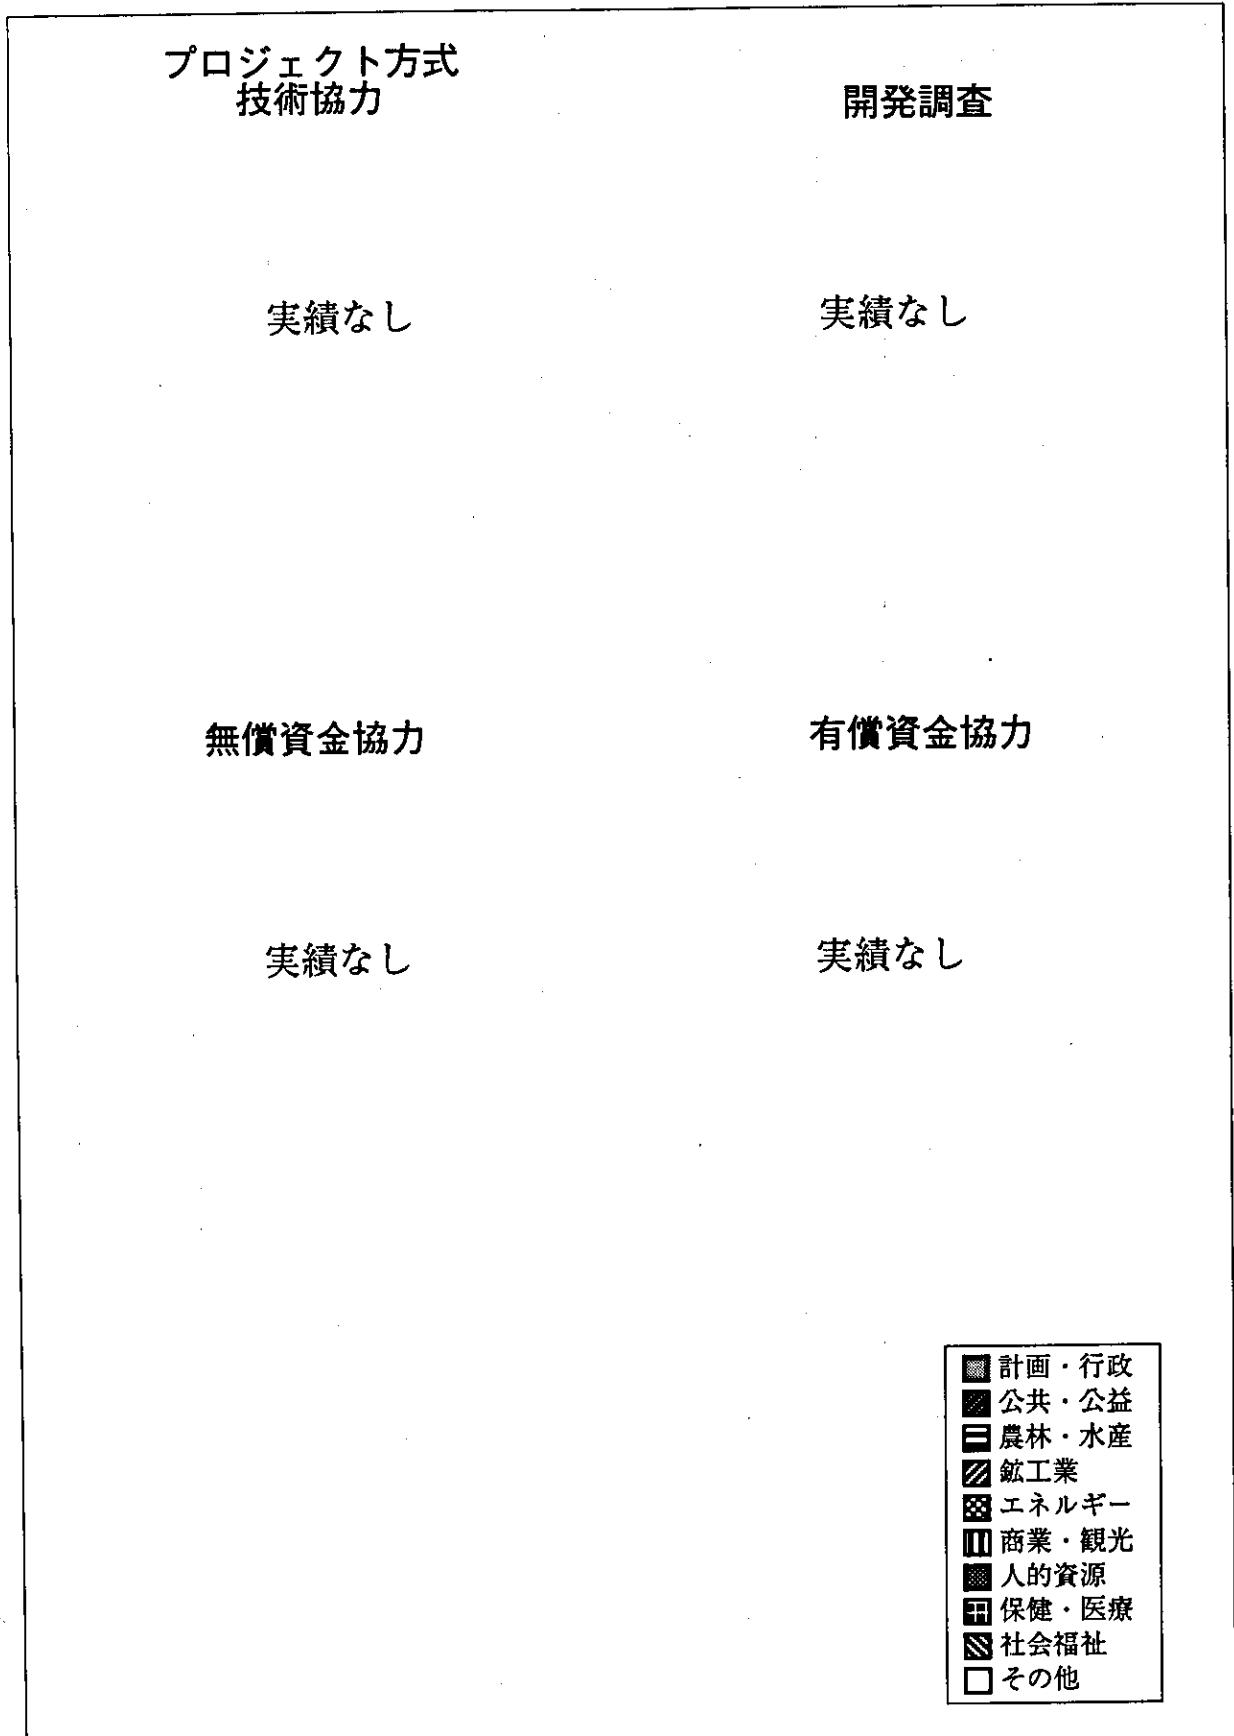 プロジェクト方式
技術協力
開発調査
実績なし
実績なし
無償資金協力
有償資金協力
実績なし
実績なし
計画・行政
公共・公益
農林・水産
鉱工業
エネルギー
商業・観光
人的資源
保健・医療
社会福祉
その他